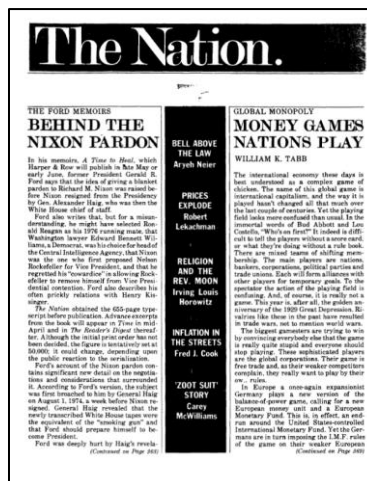 The Nation.
THE FORD MEMOIRS
BEHIND THE
NIXON PARDON
In his memoirs, A Time to Heal, which
Harper & Row will publish in late May or
early June, former President Gerald R.
Ford says that the idea of giving a blanket
pardon to Richard M. Nixon was raised be-
fore Nixon resigned from the Presidency
by Gen. Alexander Haig, who was then the
White House chief of staff.
Ford also writes that, but for a misun-
derstanding, he might have selected Ron-
ald Reagan as his 1976 running mate, that
Washington lawyer Edward Bennett Wil-
liams, a Democrat, was his choice for head of
the Central Intelligence Agency, that Nixon
was the one who first proposed Nelson
Rockefeller for Vice President, and that he
regretted his "cowardice" in allowing Rock-
efeller to remove himself from Vice Presi-
dential contention. Ford also describes his
often prickly relations with Henry Kis-
singer.
The Nation obtained the 655-page type-
script before publication. Advance excerpts
from the book will appear in Time in mid-
April and in The Reader's Digest thereaf-
ter. Although the initial print order has not
been decided, the figure is tentatively set at
50,000; it could change, depending upon
the public reaction to the serialization.
Ford's account of the Nixon pardon con-
tains significant new detail on the negotia-
tions and considerations that surrounded
it. According to Ford's version, the subject
was first broached to him by General Haig
on August 1, 1974, a week before Nixon re-
signed. General Haig revealed that the
newly transcribed White House tapes were
the equivalent of the "smoking gun" and
that Ford should prepare himself to be-
come President.
Ford was deeply hurt by Haig's revela-
(Continued on Page 363)
BELL ABOVE
THE LAW
Aryeh Neier
PRICES
EXPLODE
Robert
Lekachman
RELIGION
AND THE
REV. MOON
Irving Louis
Horowitz
INFLATION IN
THE STREETS
Fred J. Cook
'ZOOT SUIT'
STORY
Carey
McWilliams
GLOBAL MONOPOLY
MONEY GAMES
NATIONS PLAY
WILLIAM K. TABB
The international economy these days is
best understood as a complex game of
chicken. The name of this global game is
international capitalism, and the way it is
played hasn't changed all that much over
the last couple of centuries. Yet the playing
field looks more confused than usual. In the
immortal words of Bud Abbott and Lou
Costello, "Who's on first?" It indeed is diffi-
cult to tell the players without a score card,
or what they're doing without a rule book.
There are mixed teams of shifting mem-
bership. The main players are nations,
bankers, corporations, political parties and
trade unions. Each will form alliances with
other players for temporary goals. To the
spectator the action of the playing field is
confusing. And, of course, it is really not a
game. This year is, after all, the golden an-
niversary of the 1929 Great Depression. Ri-
valries like those in the past have resulted
in trade wars, not to mention world wars.
The biggest gamesters are trying to win
by convincing everybody else that the game
is really quite stupid and everyone should
stop playing. These sophisticated players
are the global corporations. Their game is
free trade and, as their weaker competitors
complain, they really want to play by their
own rules.
In Europe a once-again expansionist
Germany plays a new version of the
balance-of-power game, calling for a new
European money unit and a European
Monetary Fund. This is, in effect, an end-
run around the United States-controlled
International Monetary Fund. Yet the Ger-
mans are in turn imposing the I.M.F. rules
of the game on their weaker European
(Continued on Page 369)